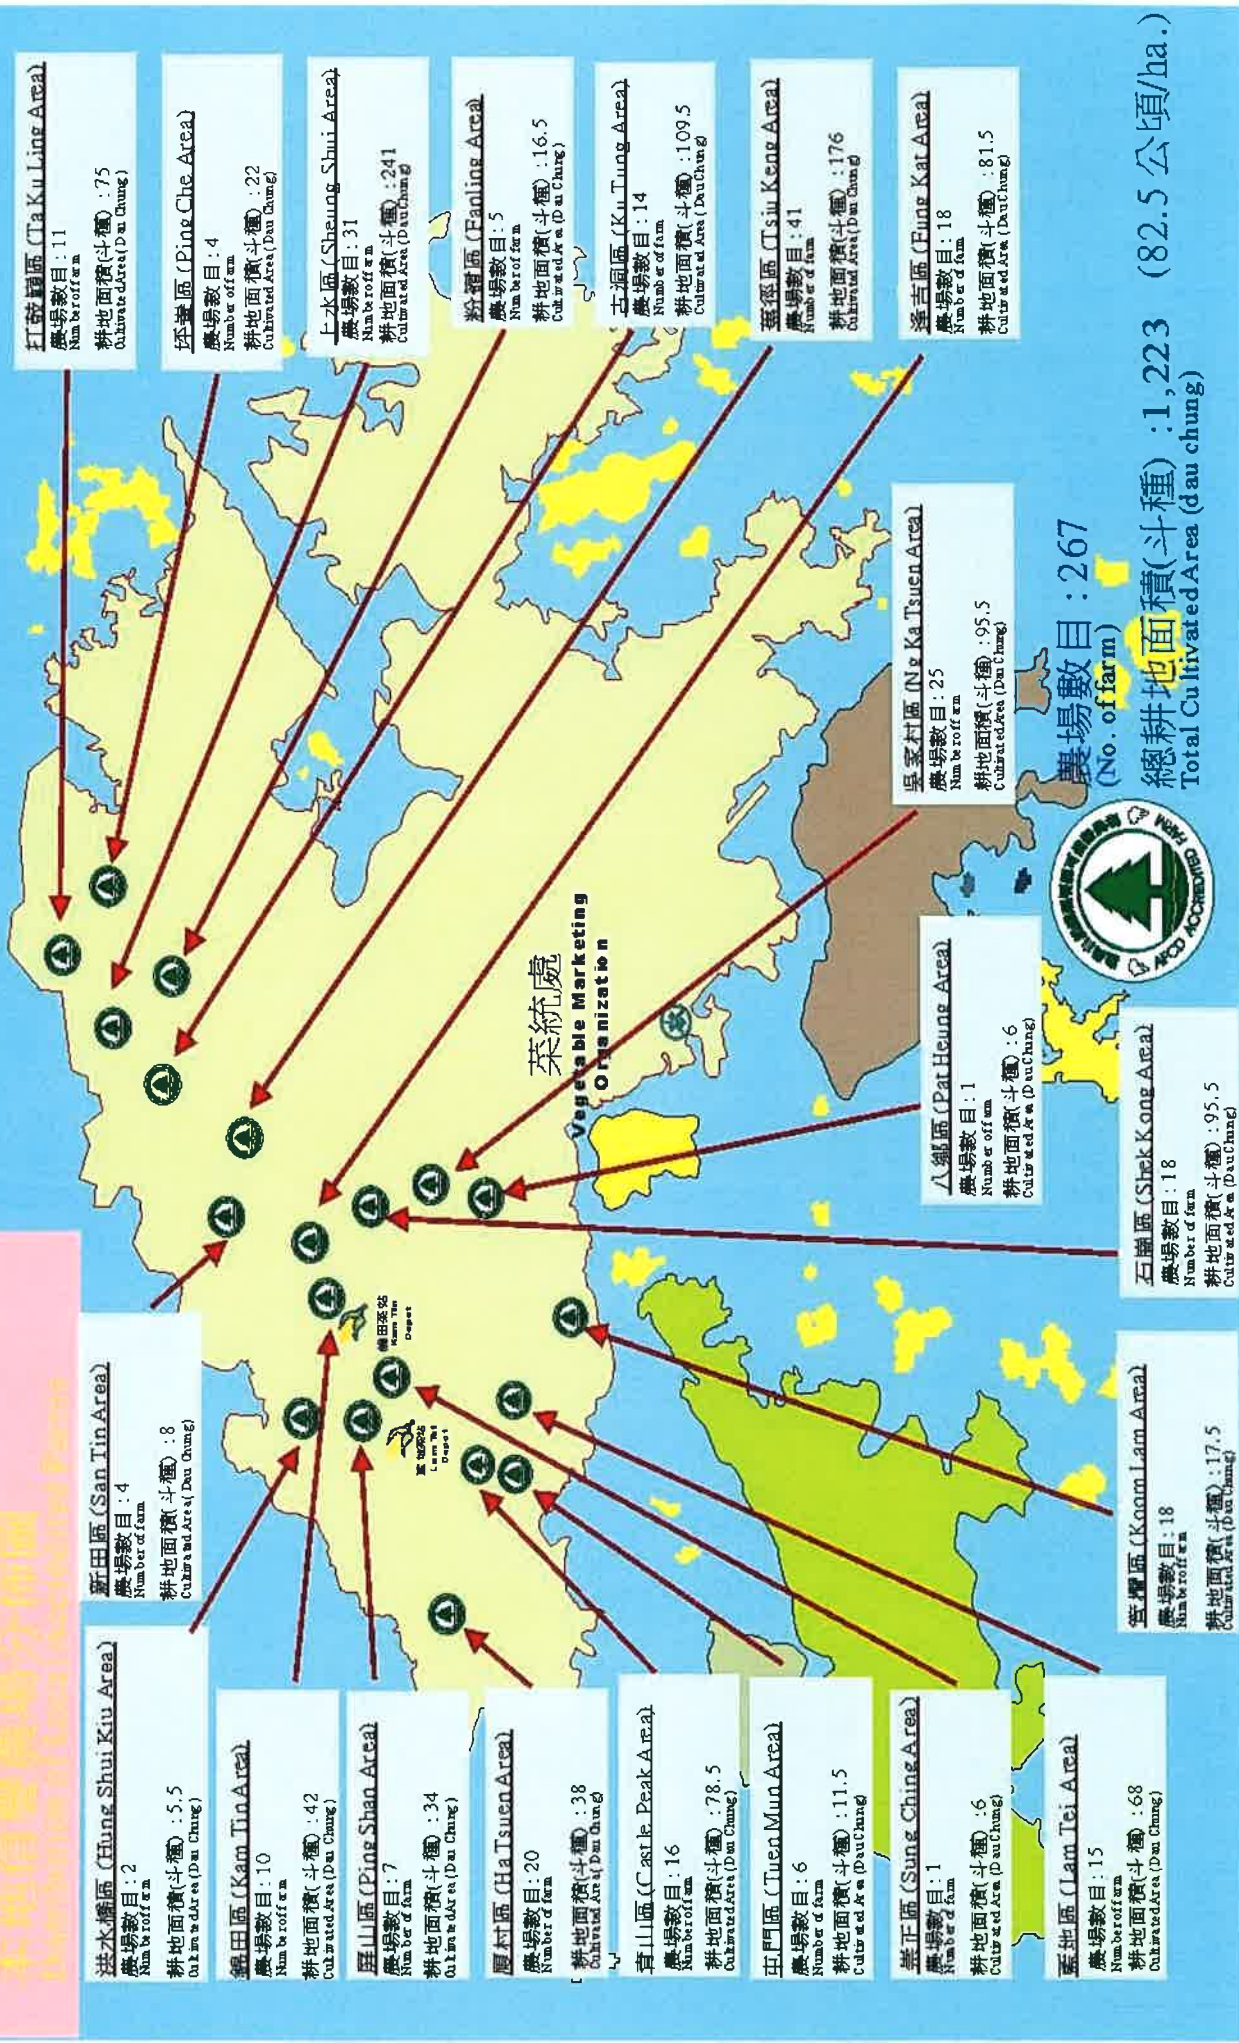 本地信譽農場分佈圖
Distribution of Local Accredited Farms
新田區 (San Tin Area)
農場數目 : 4
Number of farm
耕地面積(斗種) : 8
Cultivated Area (Dau Chung)
洪水橋區 (Hung Shui Kiu Area)
農場數目 : 2
Number of farm
耕地面積(斗種) : 5.5
Cultivated Area (Dau Chung)
錦田區 (Kam Tin Area)
農場數目 : 10
Number of farm
耕地面積(斗種) : 42
Cultivated Area (Dau Chung)
屏山區 (Ping Shan Area)
農場數目 : 7
Number of farm
耕地面積(斗種) : 34
Cultivated Area (Dau Chung)
廈村區 (Ha Tsuen Area)
農場數目 : 20
Number of farm
耕地面積(斗種) : 38
Cultivated Area (Dau Chung)
青山區 (Castle Peak Area)
農場數目 : 16
Number of farm
耕地面積(斗種) : 78.5
Cultivated Area (Dau Chung)
屯門區 (Tuen Mun Area)
農場數目 : 6
Number of farm
耕地面積(斗種) : 11.5
Cultivated Area (Dau Chung)
崇正區 (Sung Ching Area)
農場數目 : 1
Number of farm
耕地面積(斗種) : 6
Cultivated Area (Dau Chung)
藍地區 (Lam Tei Area)
農場數目 : 15
Number of farm
耕地面積(斗種) : 68
Cultivated Area (Dau Chung)
打鼓嶺區 (Ta Ku Ling Area)
農場數目 : 11
Number of farm
耕地面積(斗種) : 75
Cultivated Area (Dau Chung)
坪輋區 (Ping Che Area)
農場數目 : 4
Number of farm
耕地面積(斗種) : 22
Cultivated Area (Dau Chung)
上水區 (Sheung Shui Area)
農場數目 : 31
Number of farm
耕地面積(斗種) : 241
Cultivated Area (Dau Chung)
粉嶺區 (Fanling Area)
農場數目 : 5
Number of farm
耕地面積(斗種) : 16.5
Cultivated Area (Dau Chung)
古洞區 (Ku Tung Area)
農場數目 : 14
Number of farm
耕地面積(斗種) : 109.5
Cultivated Area (Dau Chung)
蕉徑區 (Tsiu Keng Area)
農場數目 : 41
Number of farm
耕地面積(斗種) : 176
Cultivated Area (Dau Chung)
逢吉區 (Fung Kat Area)
農場數目 : 18
Number of farm
耕地面積(斗種) : 81.5
Cultivated Area (Dau Chung)
吳家村區 (Ng Ka Tsuen Area)
農場數目 : 25
Number of farm
耕地面積(斗種) : 95.5
Cultivated Area (Dau Chung)
八鄉區 (Pat Heung Area)
農場數目 : 1
Number of farm
耕地面積(斗種) : 6
Cultivated Area (Dau Chung)
石崗區 (Shek Kong Area)
農場數目 : 18
Number of farm
耕地面積(斗種) : 95.5
Cultivated Area (Dau Chung)
管欖區 (Koom Lam Area)
農場數目 : 18
Number of farm
耕地面積(斗種) : 17.5
Cultivated Area (Dau Chung)
錦田菜站
Kam Tin
Depot
藍地菜站
Lam Tei
Depot
菜統處
Vegetable Marketing
Organization
AFCD ACCREDITED FARM
農場數目 : 267
(No. of farm)
總耕地面積(斗種) :1,223 (82.5 公頃/ha.)
Total Cultivated Area (dau chung)